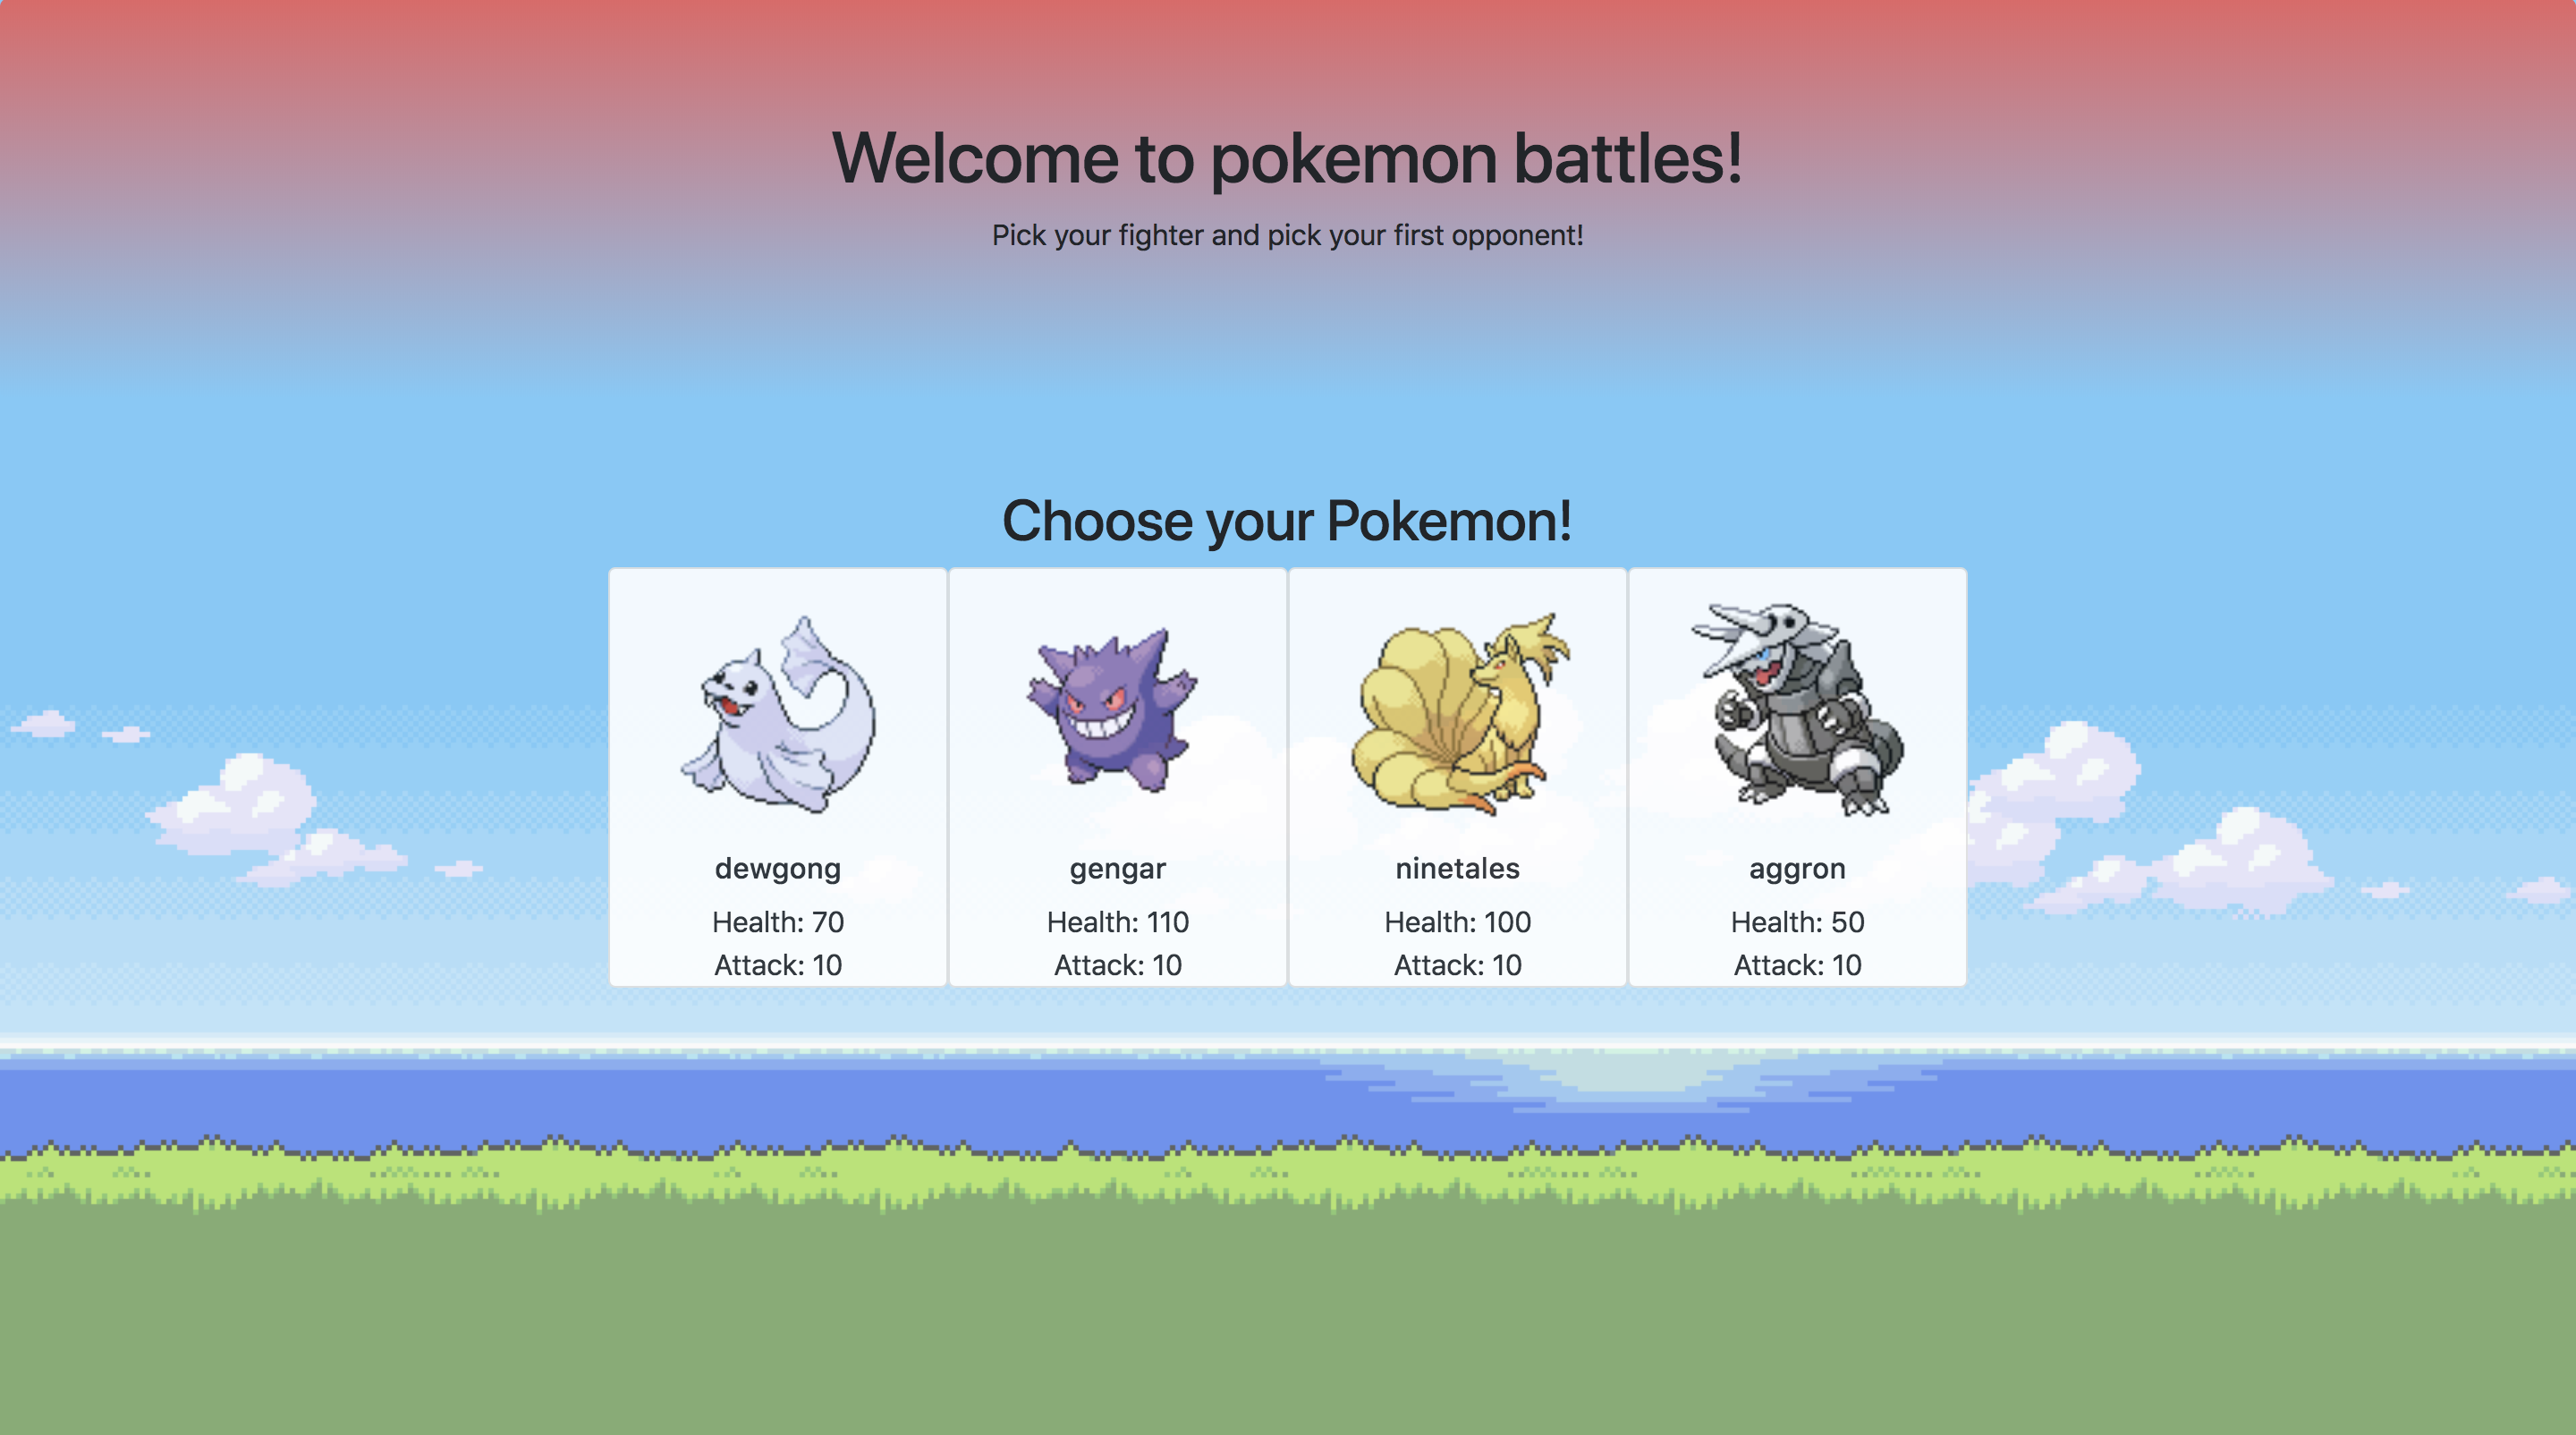 Welcome to pokemon battles!
Pick your fighter and pick your first opponent!
Choose your Pokemon!
dewgong
Health: 70
Attack: 10
gengar
Health: 110
Attack: 10
ninetales
Health: 100
Attack: 10
aggron
Health: 50
Attack: 10